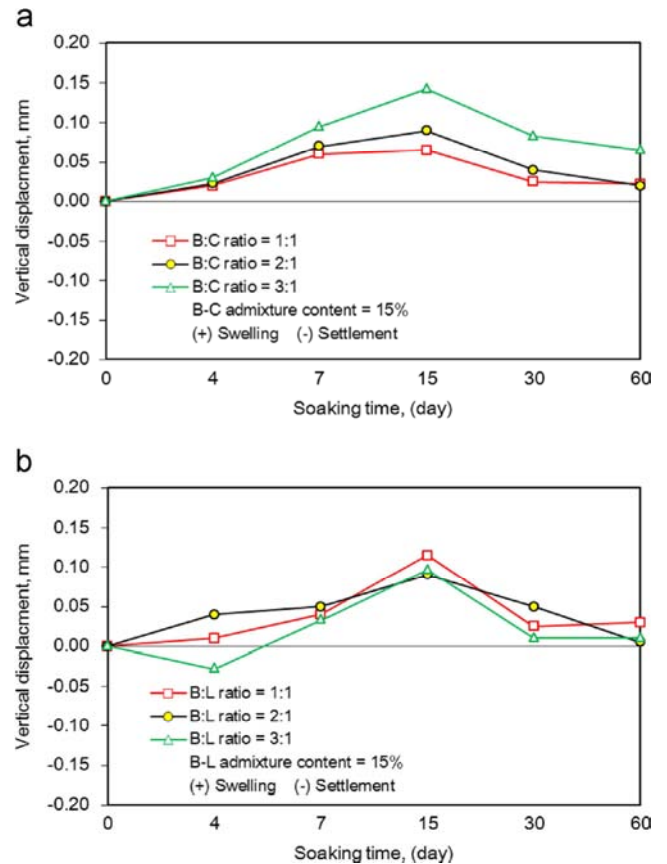 a
0.20
0.15
0.10
0.05
0.00
-0.05
-0.10
-0.15
-0.20
Vertical displacment, mm
B:C ratio = 1:1
B:C ratio = 2:1
B:C ratio = 3:1
B-C admixture content = 15%
(+) Swelling (-) Settlement
0 4 7 15 30 60
Soaking time, (day)
b
0.20
0.15
0.10
0.05
0.00
-0.05
-0.10
-0.15
-0.20
Vertical displacment, mm
B:L ratio = 1:1
B:L ratio = 2:1
B:L ratio = 3:1
B-L admixture content = 15%
(+) Swelling (-) Settlement
0 4 7 15 30 60
Soaking time, (day)